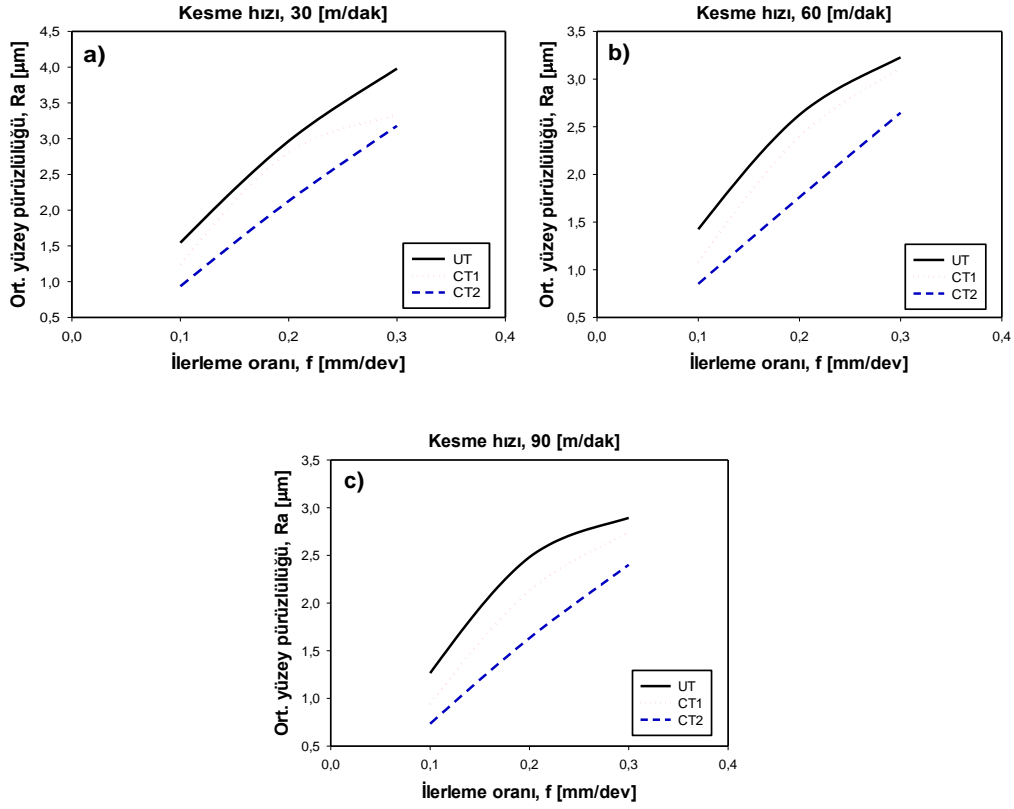 Kesme hızı, 30 [m/dak]
Ort. yüzey pürüzlülüğü, Ra [µm]
4,5
4,0
3,5
3,0
2,5
2,0
1,5
1,0
0,5
a)
UT
CT1
CT2
0,0 0,1 0,2 0,3 0,4
İlerleme oranı, f [mm/dev]
Kesme hızı, 60 [m/dak]
Ort. yüzey pürüzlülüğü, Ra [µm]
3,5
3,0
2,5
2,0
1,5
1,0
0,5
b)
UT
CT1
CT2
0,0 0,1 0,2 0,3 0,4
İlerleme oranı, f [mm/dev]
Kesme hızı, 90 [m/dak]
Ort. yüzey pürüzlülüğü, Ra [µm]
3,5
3,0
2,5
2,0
1,5
1,0
0,5
c)
UT
CT1
CT2
0,0 0,1 0,2 0,3 0,4
İlerleme oranı, f [mm/dev]